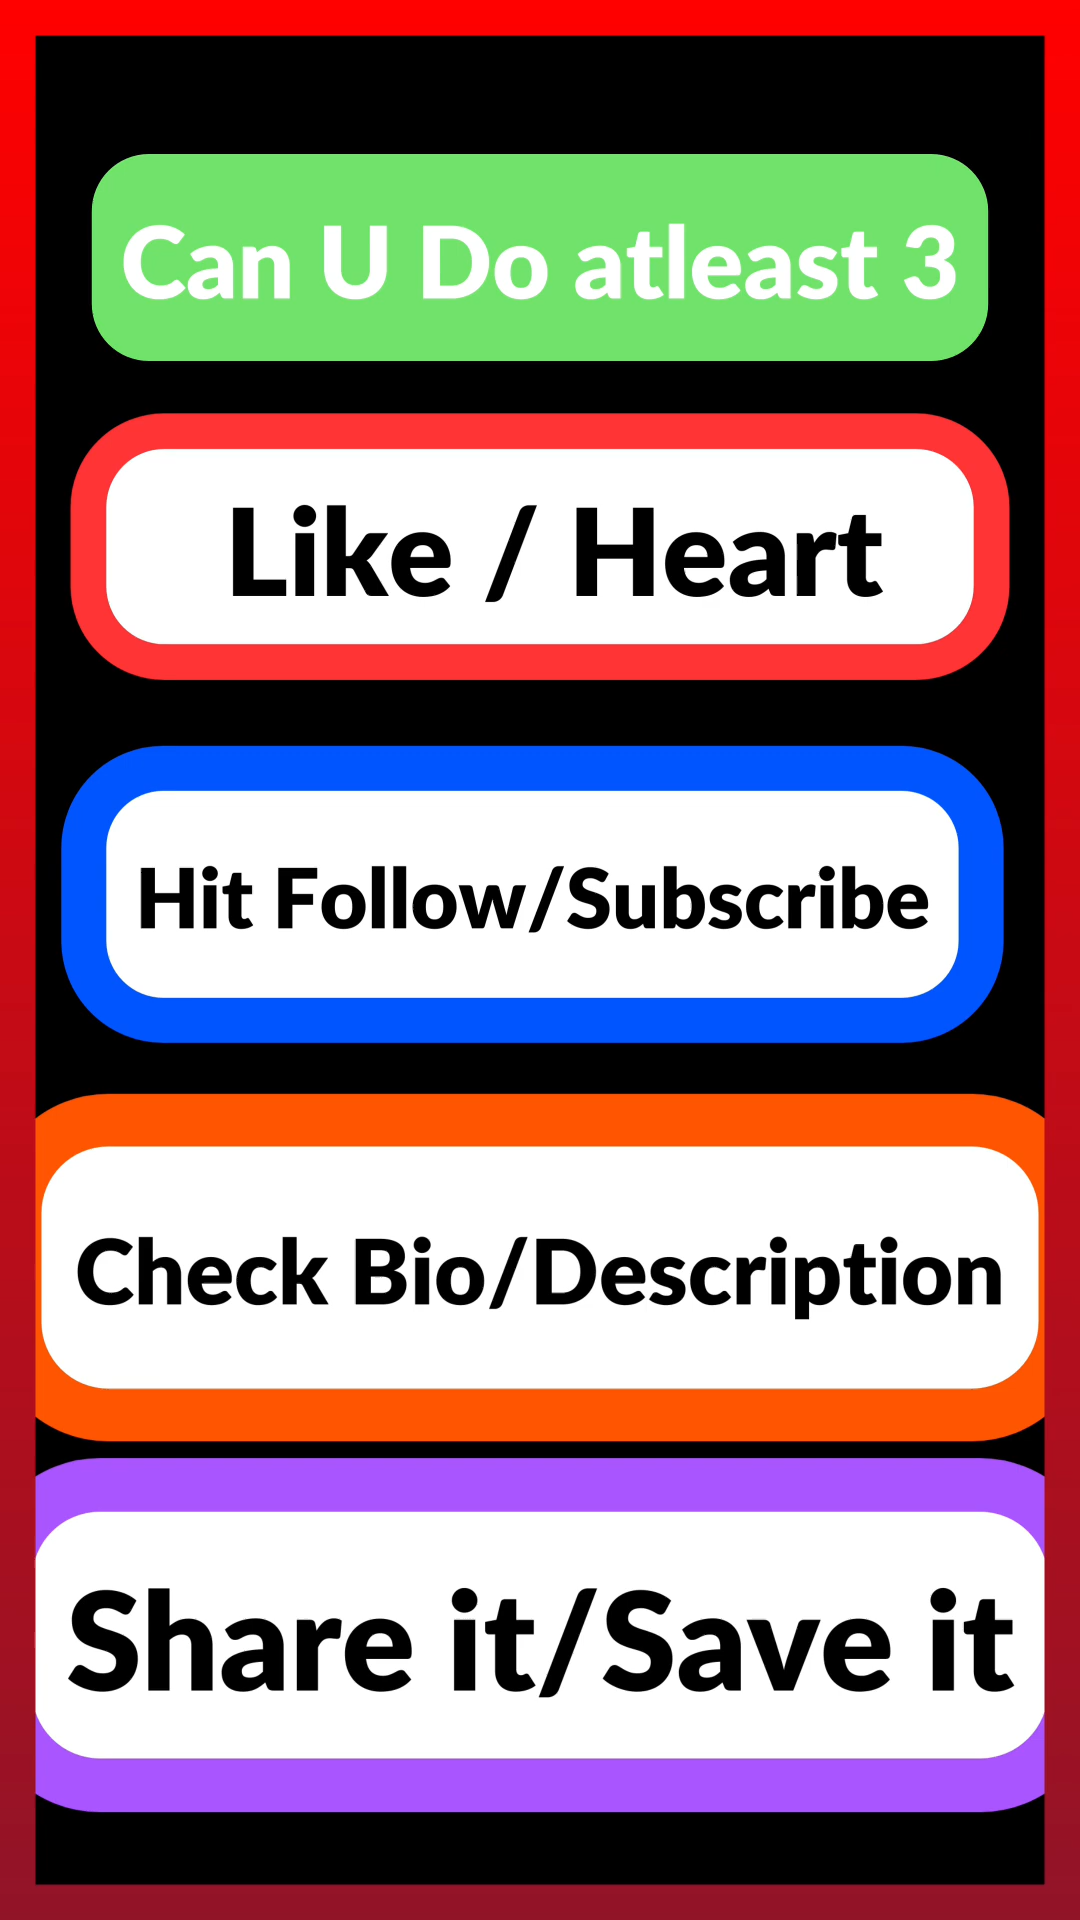 Can U Do atleast 3
Like / Heart
Hit Follow/Subscribe
Check Bio/Description
Share it/Save it